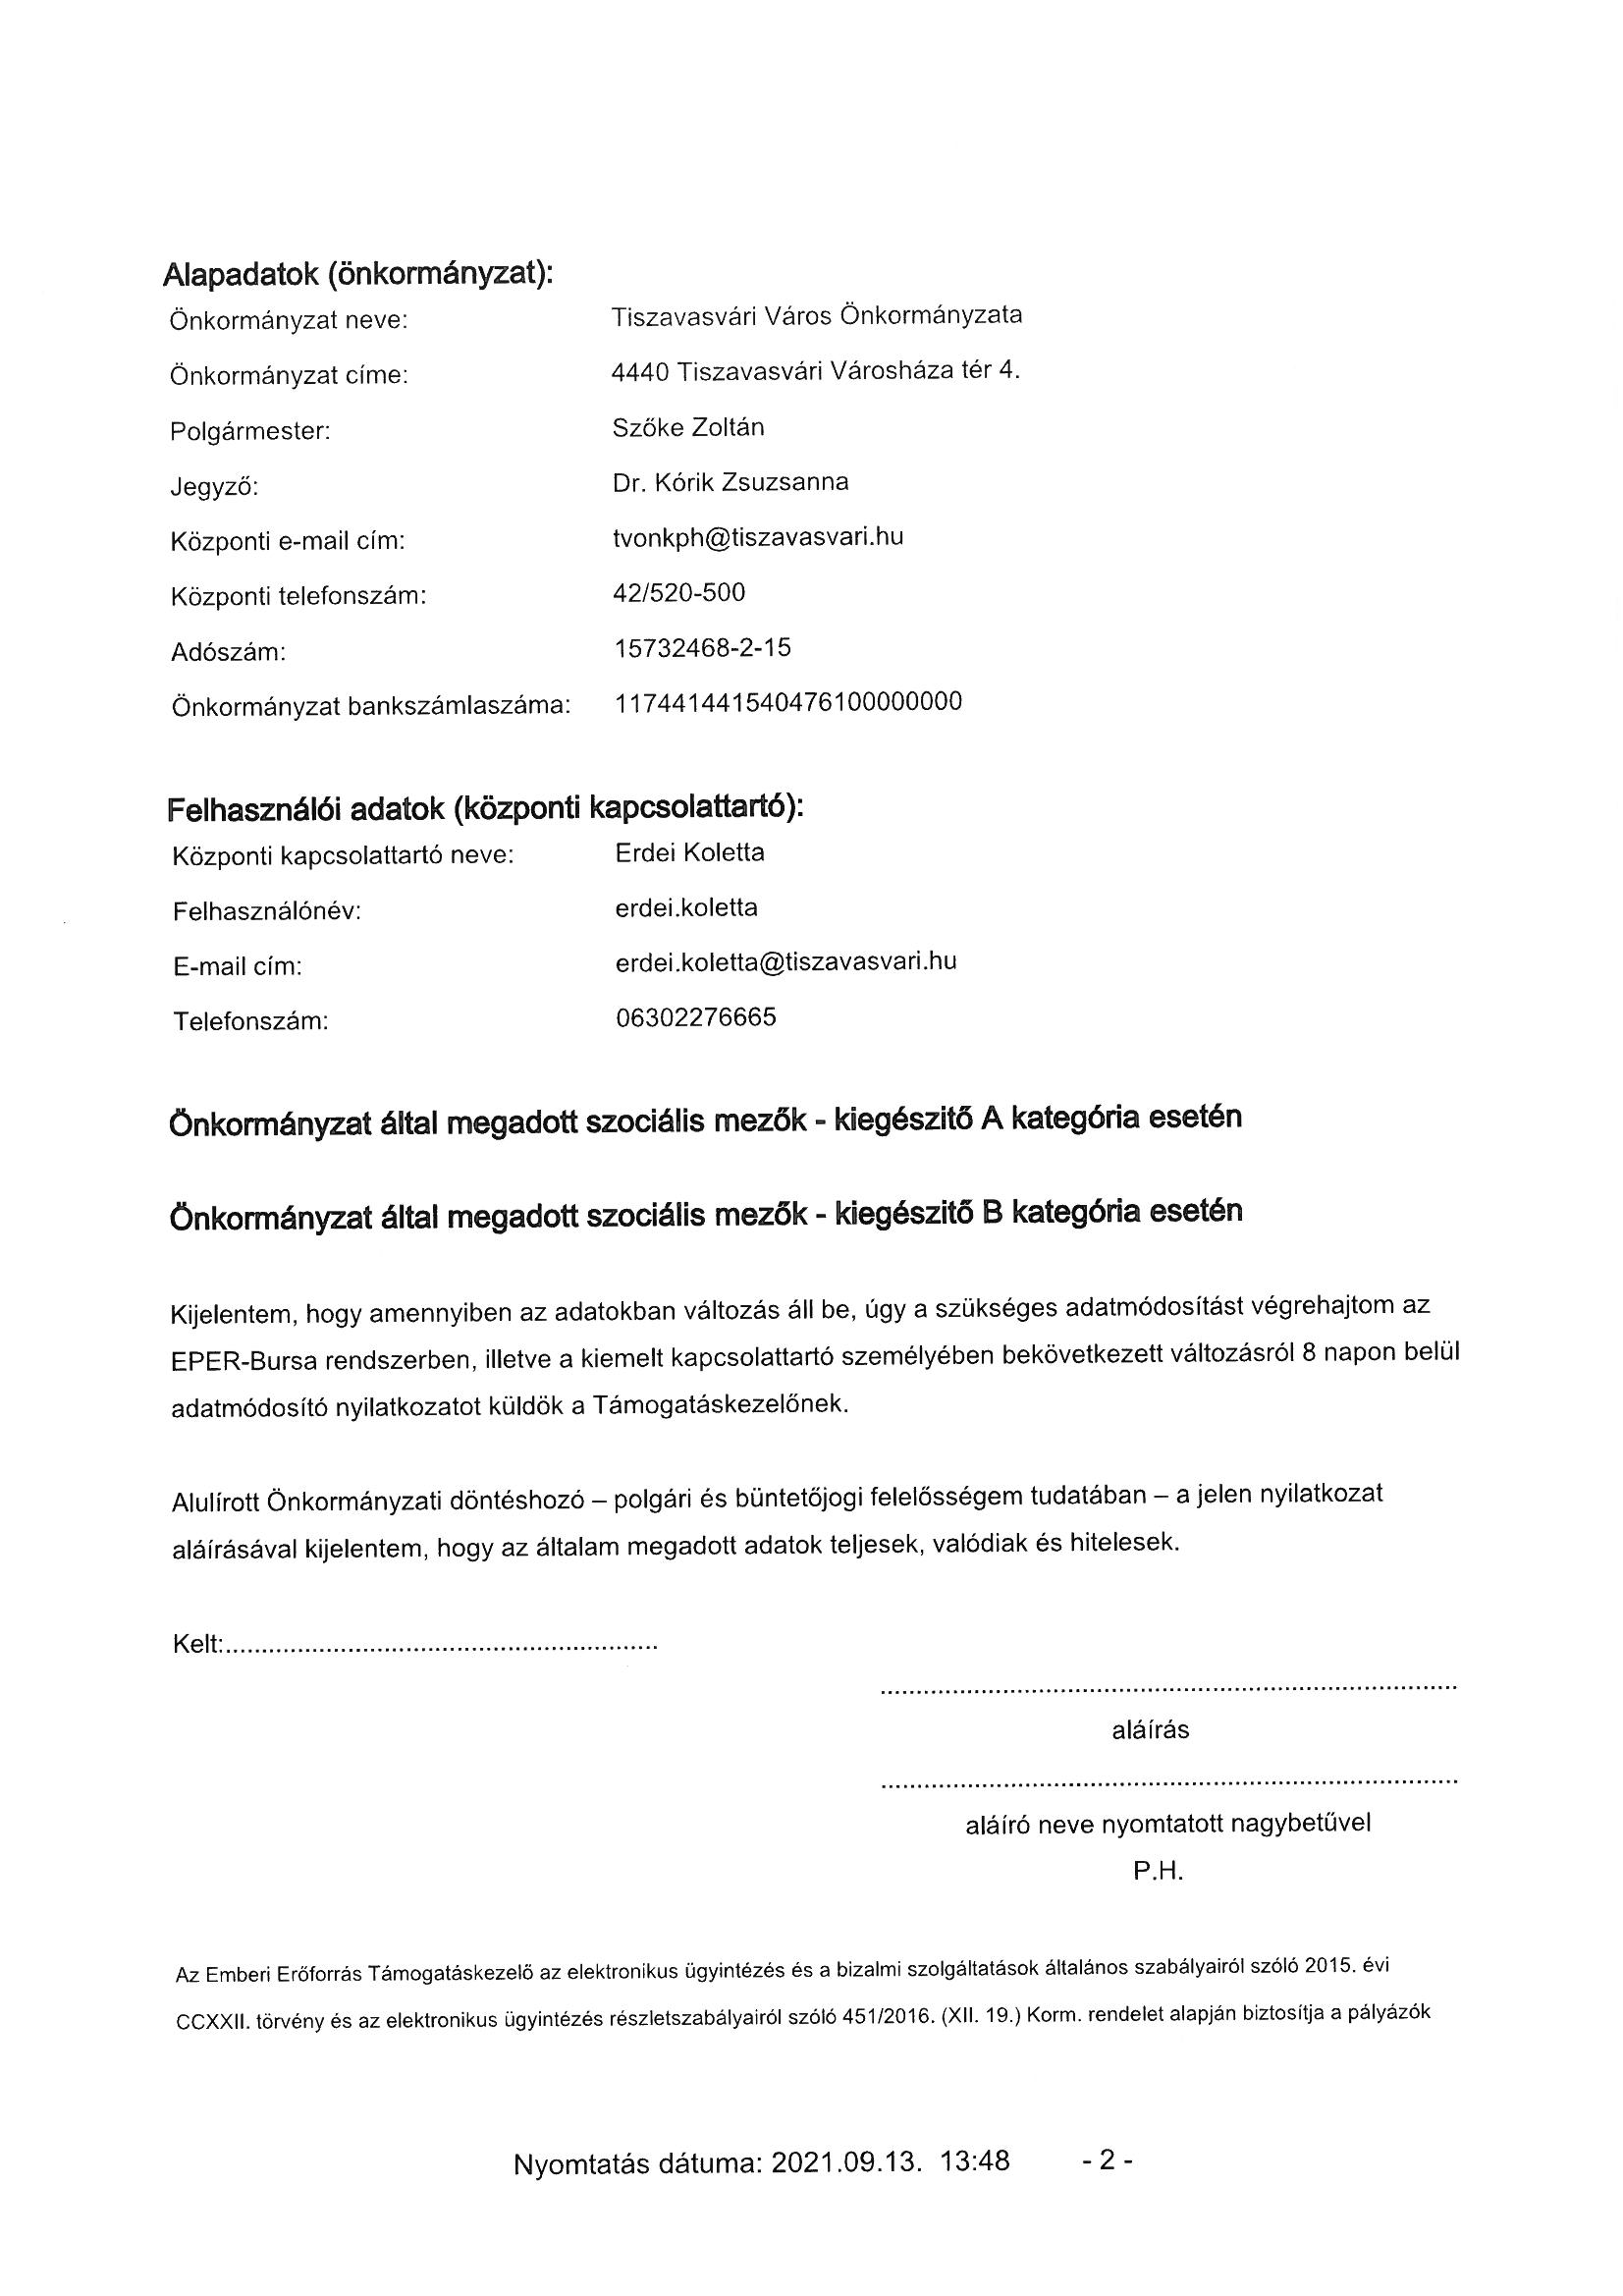 Alapadatok (önkormányzat):
Önkormányzat neve: Tiszavasvári Város Önkormányzata
Önkormányzat címe: 4440 Tiszavasvári Városháza tér 4.
Polgármester: Szőke Zoltán
Jegyző: Dr. Kórik Zsuzsanna
Központi e-mail cím: tvonkph@tiszavasvari.hu
Központi telefonszám: 42/520-500
Adószám: 15732468-2-15
Önkormányzat bankszámlaszáma: 117441441540476100000000
Felhasználói adatok (központi kapcsolattartó):
Központi kapcsolattartó neve: Erdei Koletta
Felhasználónév: erdei.koletta
E-mail cím: erdei.koletta@tiszavasvari.hu
Telefonszám: 06302276665
Önkormányzat által megadott szociális mezők - kiegészitő A kategória esetén
Önkormányzat által megadott szociális mezők - kiegészitő B kategória esetén
Kijelentem, hogy amennyiben az adatokban változás áll be, úgy a szükséges adatmódosítást végrehajtom az
EPER-Bursa rendszerben, illetve a kiemelt kapcsolattartó személyében bekövetkezett változásról 8 napon belül
adatmódosító nyilatkozatot küldök a Támogatáskezelőnek.
Alulírott Önkormányzati döntéshozó – polgári és büntetőjogi felelősségem tudatában – a jelen nyilatkozat
aláírásával kijelentem, hogy az általam megadott adatok teljesek, valódiak és hitelesek.
Kelt:............................................................
................................................................................
aláírás
................................................................................
aláíró neve nyomtatott nagybetűvel
P.H.
Az Emberi Erőforrás Támogatáskezelő az elektronikus ügyintézés és a bizalmi szolgáltatások általános szabályairól szóló 2015. évi
CCXXII. törvény és az elektronikus ügyintézés részletszabályairól szóló 451/2016. (XII. 19.) Korm. rendelet alapján biztosítja a pályázók
Nyomtatás dátuma: 2021.09.13. 13:48 - 2 -